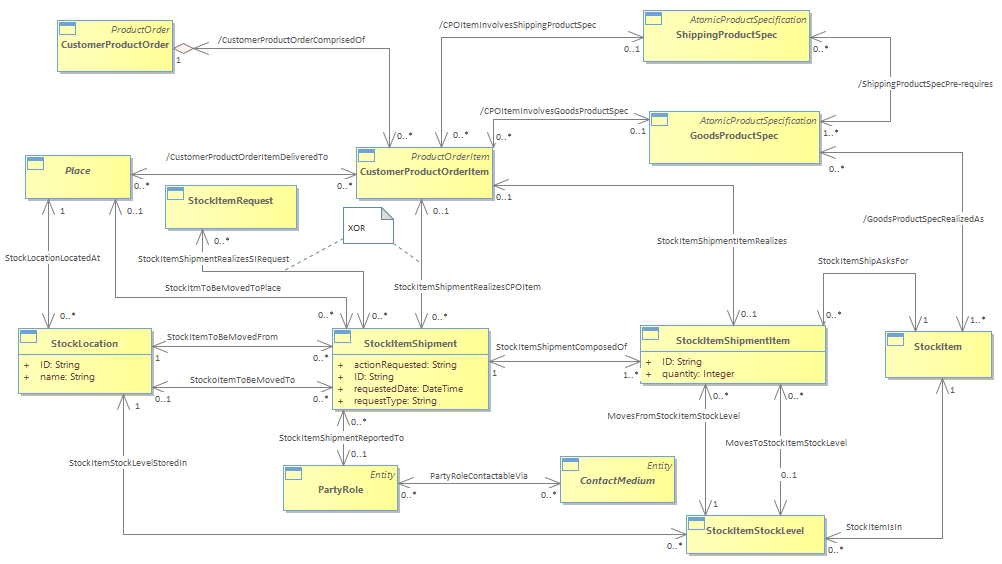 ProductOrder
CustomerProductOrder
1
/CustomerProductOrderComprisedOf
0..*
/CPOItemInvolvesShippingProductSpec
0..1
0..*
AtomicProductSpecification
ShippingProductSpec
0..*
/ShippingProductSpecPre-requires
1..*
/CPOItemInvolvesGoodsProductSpec
0..1
0..*
AtomicProductSpecification
GoodsProductSpec
0..*
/GoodsProductSpecRealizedAs
1..*
Place
/CustomerProductOrderItemDeliveredTo
0..*
0..*
ProductOrderItem
CustomerProductOrderItem
0..1
0..1
StockItemRequest
0..*
XOR
1
0..1
StockLocationLocatedAt
0..*
StockItemShipmentRealizesSIRequest
StockItmToBeMovedToPlace
0..*
0..*
StockItemShipmentRealizesCPOItem
0..*
StockItemShipmentItemRealizes
0..1
StockItemShipAsksFor
0..*
1
StockLocation
+ ID: String
+ name: String
StockItemToBeMovedFrom
1
0..*
StockoItemToBeMovedTo
0..1
0..*
StockItemShipment
+ actionRequested: String
+ ID: String
+ requestedDate: DateTime
+ requestType: String
StockItemShipmentComposedOf
1
1..*
StockItemShipmentItem
+ ID: String
+ quantity: Integer
StockItem
1
1
StockItemStockLevelStoredIn
0..*
0..*
StockItemShipmentReportedTo
0..1
Entity
PartyRole
PartyRoleContactableVia
0..*
0..*
Entity
ContactMedium
0..*
MovesFromStockItemStockLevel
1
0..*
MovesToStockItemStockLevel
0..1
StockItemStockLevel
StockItemIsIn
0..*